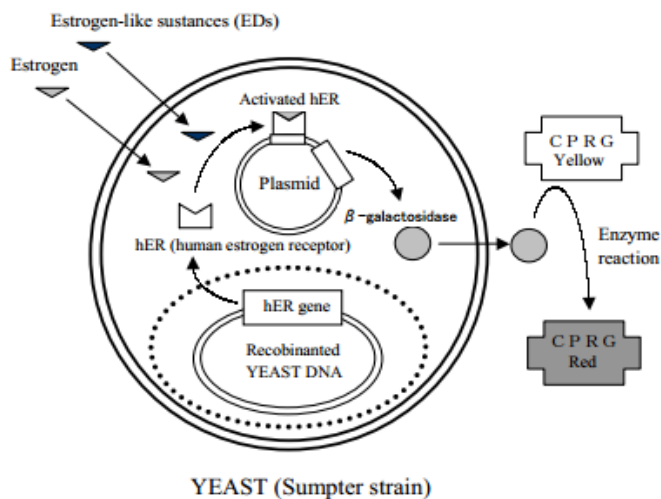 Estrogen-like sustances (EDs)
Estrogen
Activated hER
Plasmid
β-galactosidase
hER (human estrogen receptor)
hER gene
Recobinanted
YEAST DNA
C P R G
Yellow
Enzyme
reaction
C P R G
Red
YEAST (Sumpter strain)